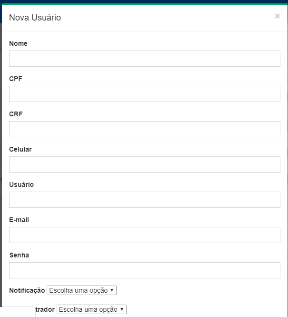 Nova Usuário ×
Nome
CPF
CRF
Celular
Usuário
E-mail
Senha
Notificação Escolha uma opção
trador Escolha uma opção